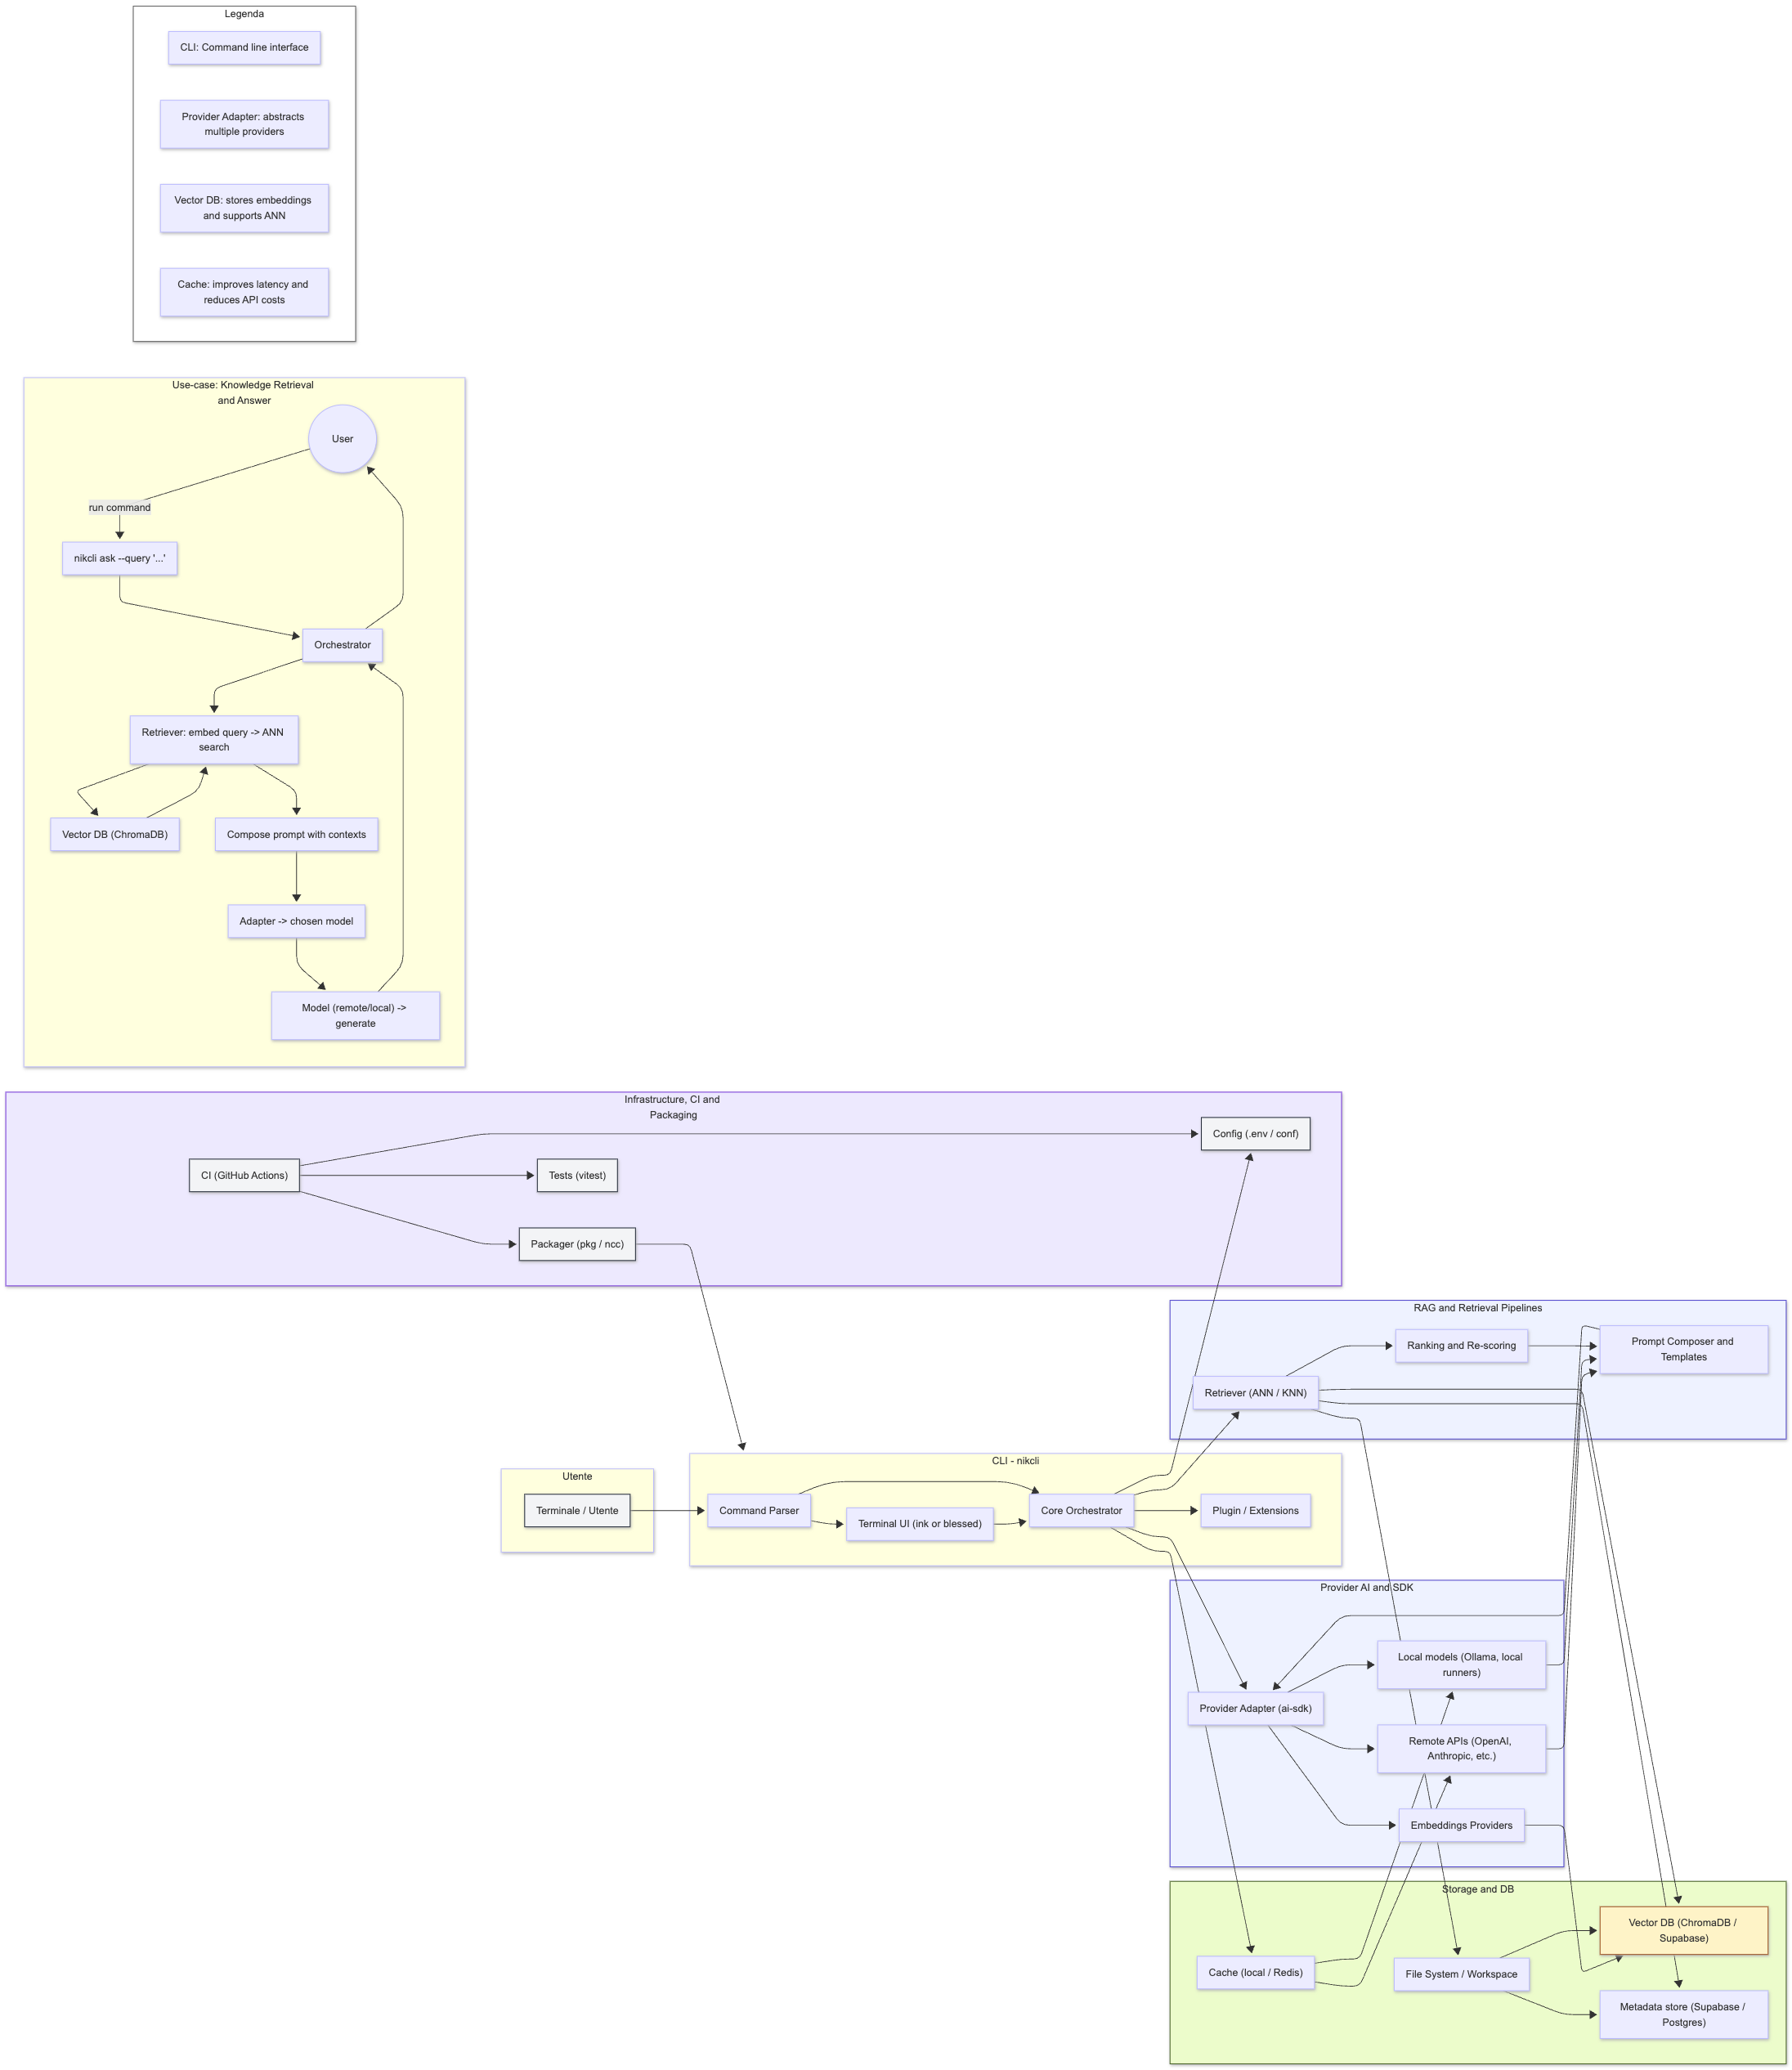 Legenda
CLI: Command line interface
Provider Adapter: abstracts
multiple providers
Vector DB: stores embeddings
and supports ANN
Cache: improves latency and
reduces API costs
Use-case: Knowledge Retrieval
and Answer
User
run command
nikcli ask --query '...'
Orchestrator
Retriever: embed query -> ANN
search
Vector DB (ChromaDB)
Compose prompt with contexts
Adapter -> chosen model
Model (remote/local) ->
generate
Infrastructure, CI and
Packaging
Config (.env / conf)
CI (GitHub Actions)
Tests (vitest)
Packager (pkg / ncc)
RAG and Retrieval Pipelines
Ranking and Re-scoring
Prompt Composer and
Templates
Retriever (ANN / KNN)
Utente
Terminale / Utente
CLI - nikcli
Command Parser
Terminal UI (ink or blessed)
Core Orchestrator
Plugin / Extensions
Provider AI and SDK
Local models (Ollama, local
runners)
Provider Adapter (ai-sdk)
Remote APIs (OpenAI,
Anthropic, etc.)
Embeddings Providers
Storage and DB
Vector DB (ChromaDB /
Supabase)
Cache (local / Redis)
File System / Workspace
Metadata store (Supabase /
Postgres)